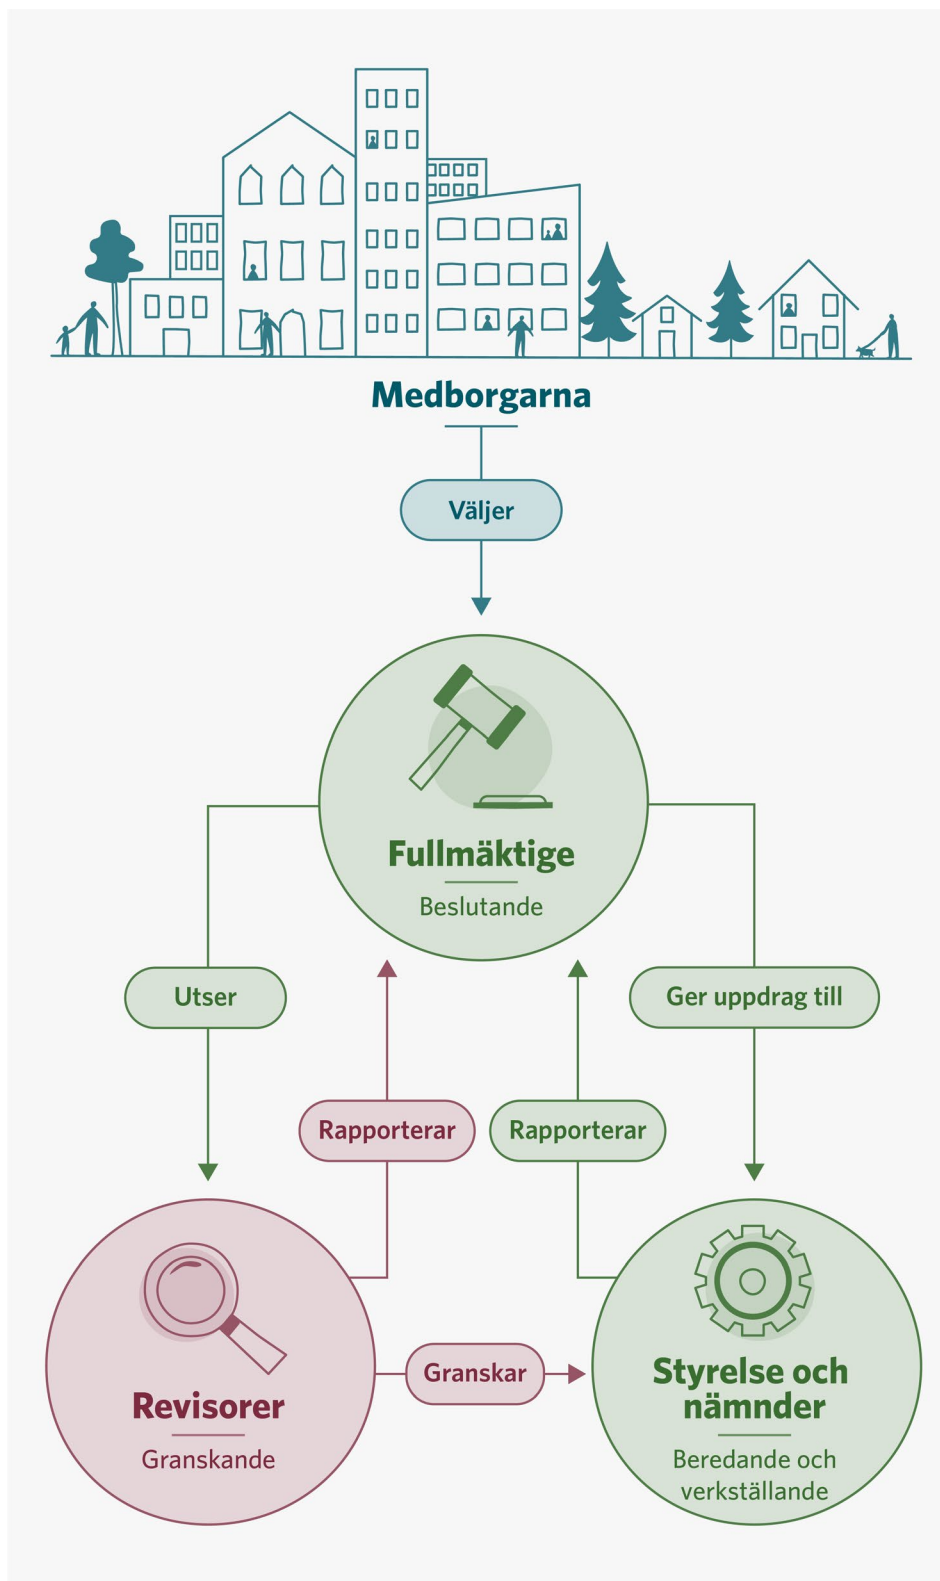 Medborgarna
Väljer
Fullmäktige
Beslutande
Utser
Ger uppdrag till
Rapporterar
Rapporterar
Revisorer
Granskande
Granskar
Styrelse och
nämnder
Beredande och
verkställande